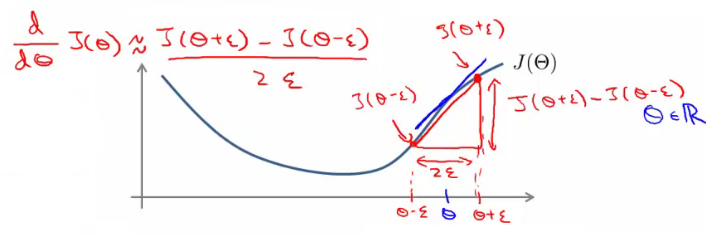 d/dθ J(θ) ≈ (J(θ+ε) − J(θ−ε)) / 2ε
J(θ+ε)
J(Θ)
J(θ−ε)
J(θ+ε) − J(θ−ε)
θ ∈ ℝ
2ε
θ−ε θ θ+ε